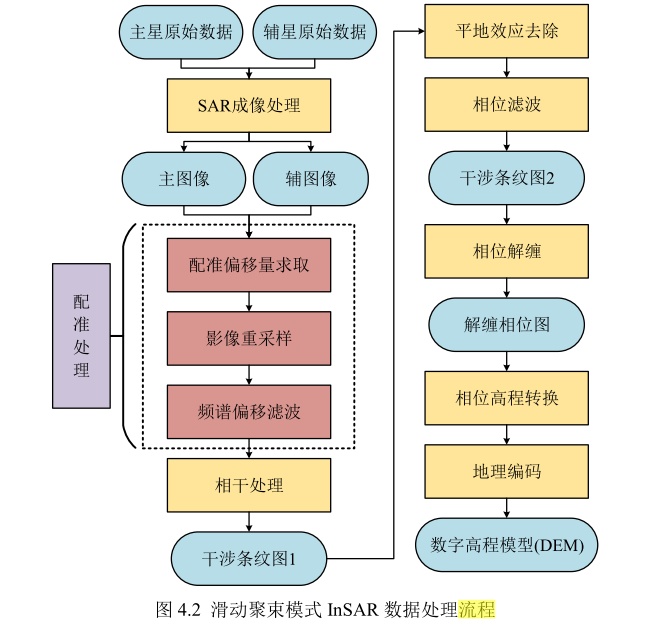 主星原始数据
辅星原始数据
SAR成像处理
主图像
辅图像
配准处理
配准偏移量求取
影像重采样
频谱偏移滤波
相干处理
干涉条纹图1
平地效应去除
相位滤波
干涉条纹图2
相位解缠
解缠相位图
相位高程转换
地理编码
数字高程模型(DEM)
图 4.2 滑动聚束模式 InSAR 数据处理流程